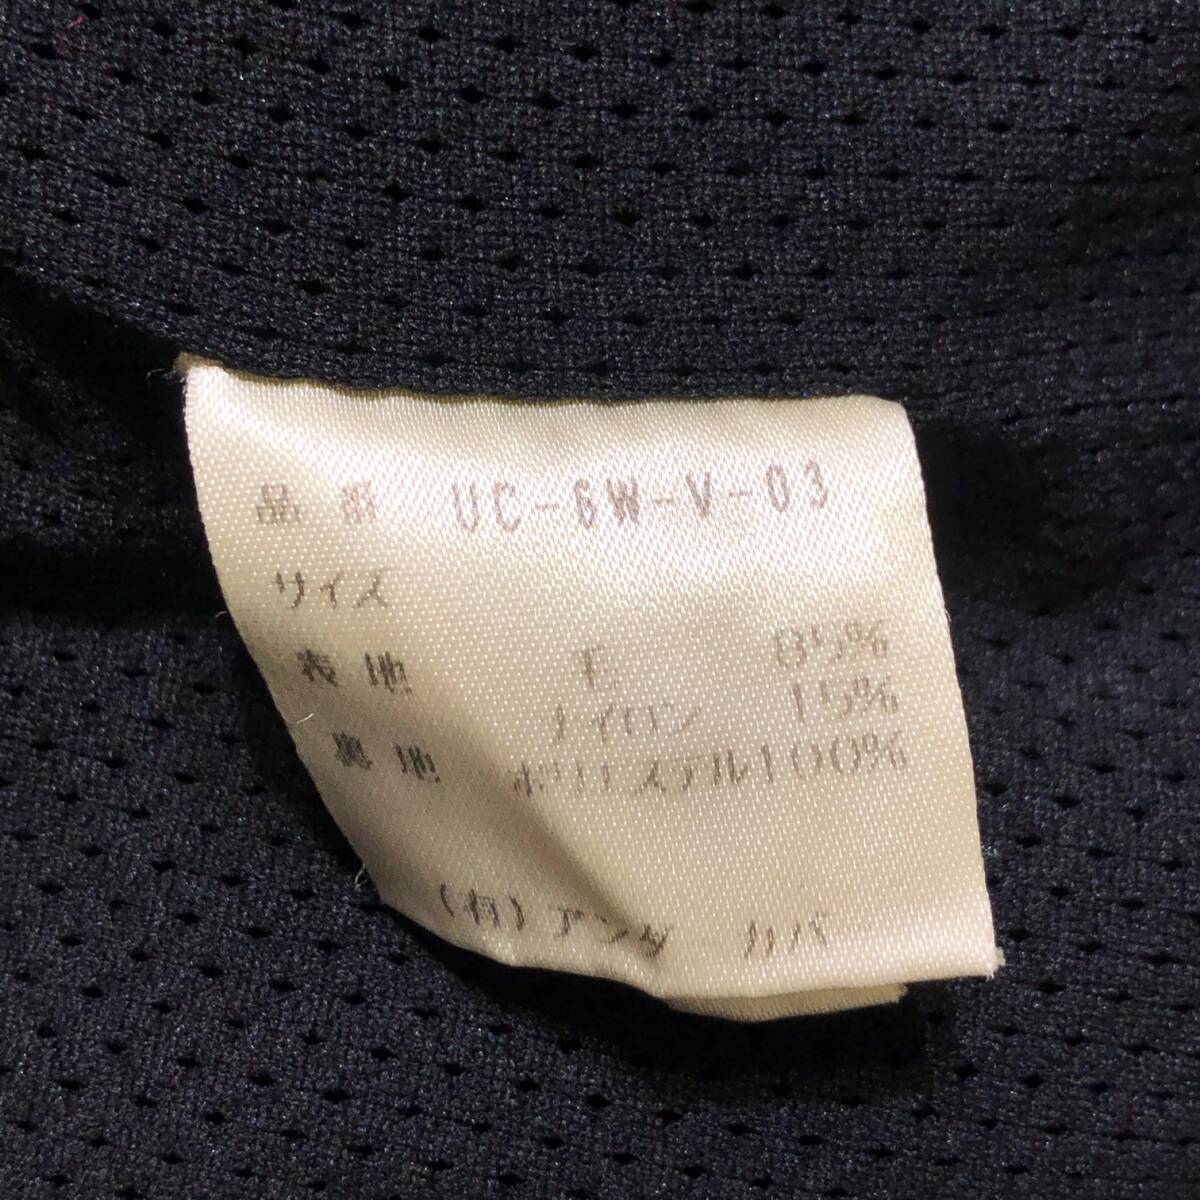 品番 UC-6W-V-03
サイズ
表地 毛 85%
ナイロン 15%
裏地 ポリエステル100%
(有)アンダーカバー